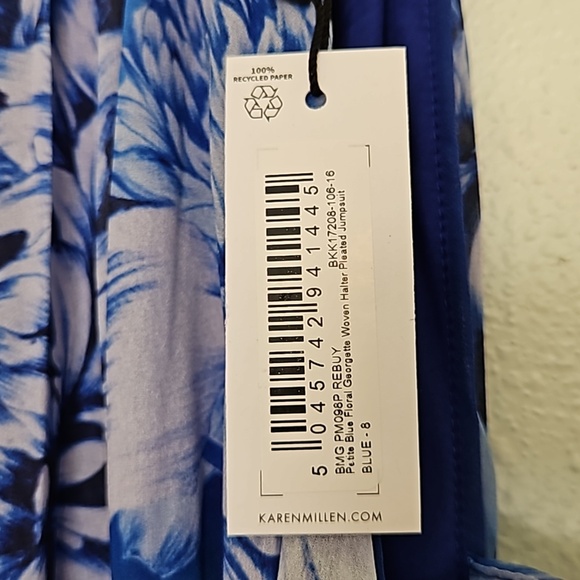 100%
RECYCLED PAPER
5 045742 941445
BMG PM098P REBUY BKK17208-106-16
Petite Blue Floral Georgette Woven Halter Pleated Jumpsuit
BLUE - 8
KARENMILLEN.COM